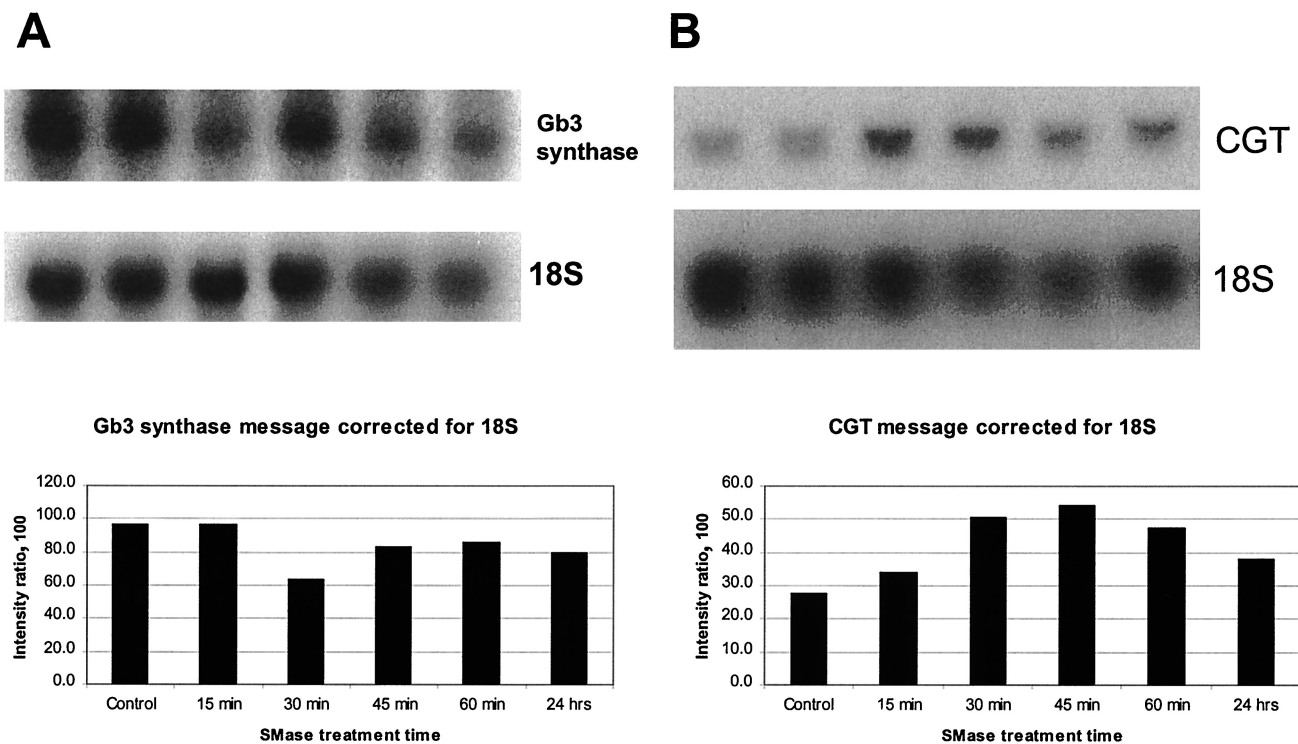 A
Gb3
synthase
18S
Gb3 synthase message corrected for 18S
120.0
100.0
80.0
60.0
40.0
20.0
0.0
Intensity ratio, 100
Control 15 min 30 min 45 min 60 min 24 hrs
SMase treatment time
B
CGT
18S
CGT message corrected for 18S
60.0
50.0
40.0
30.0
20.0
10.0
0.0
Intensity ratio, 100
Control 15 min 30 min 45 min 60 min 24 hrs
SMase treatment time